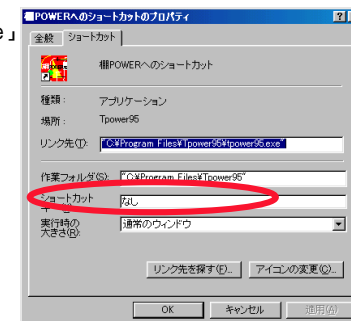 棚POWERへのショートカットのプロパティ
e」
全般 ショートカット
棚POWERへのショートカット
種類: アプリケーション
場所: Tpower95
リンク先(T): "C:¥Program Files¥Tpower95¥tpower95.exe"
作業フォルダ(S): "C:¥Program Files¥Tpower95"
ショートカット
なし
実行時の
大きさ(R): 通常のウィンドウ
リンク先を探す(F)... アイコンの変更(C)...
OK キャンセル 適用(A)